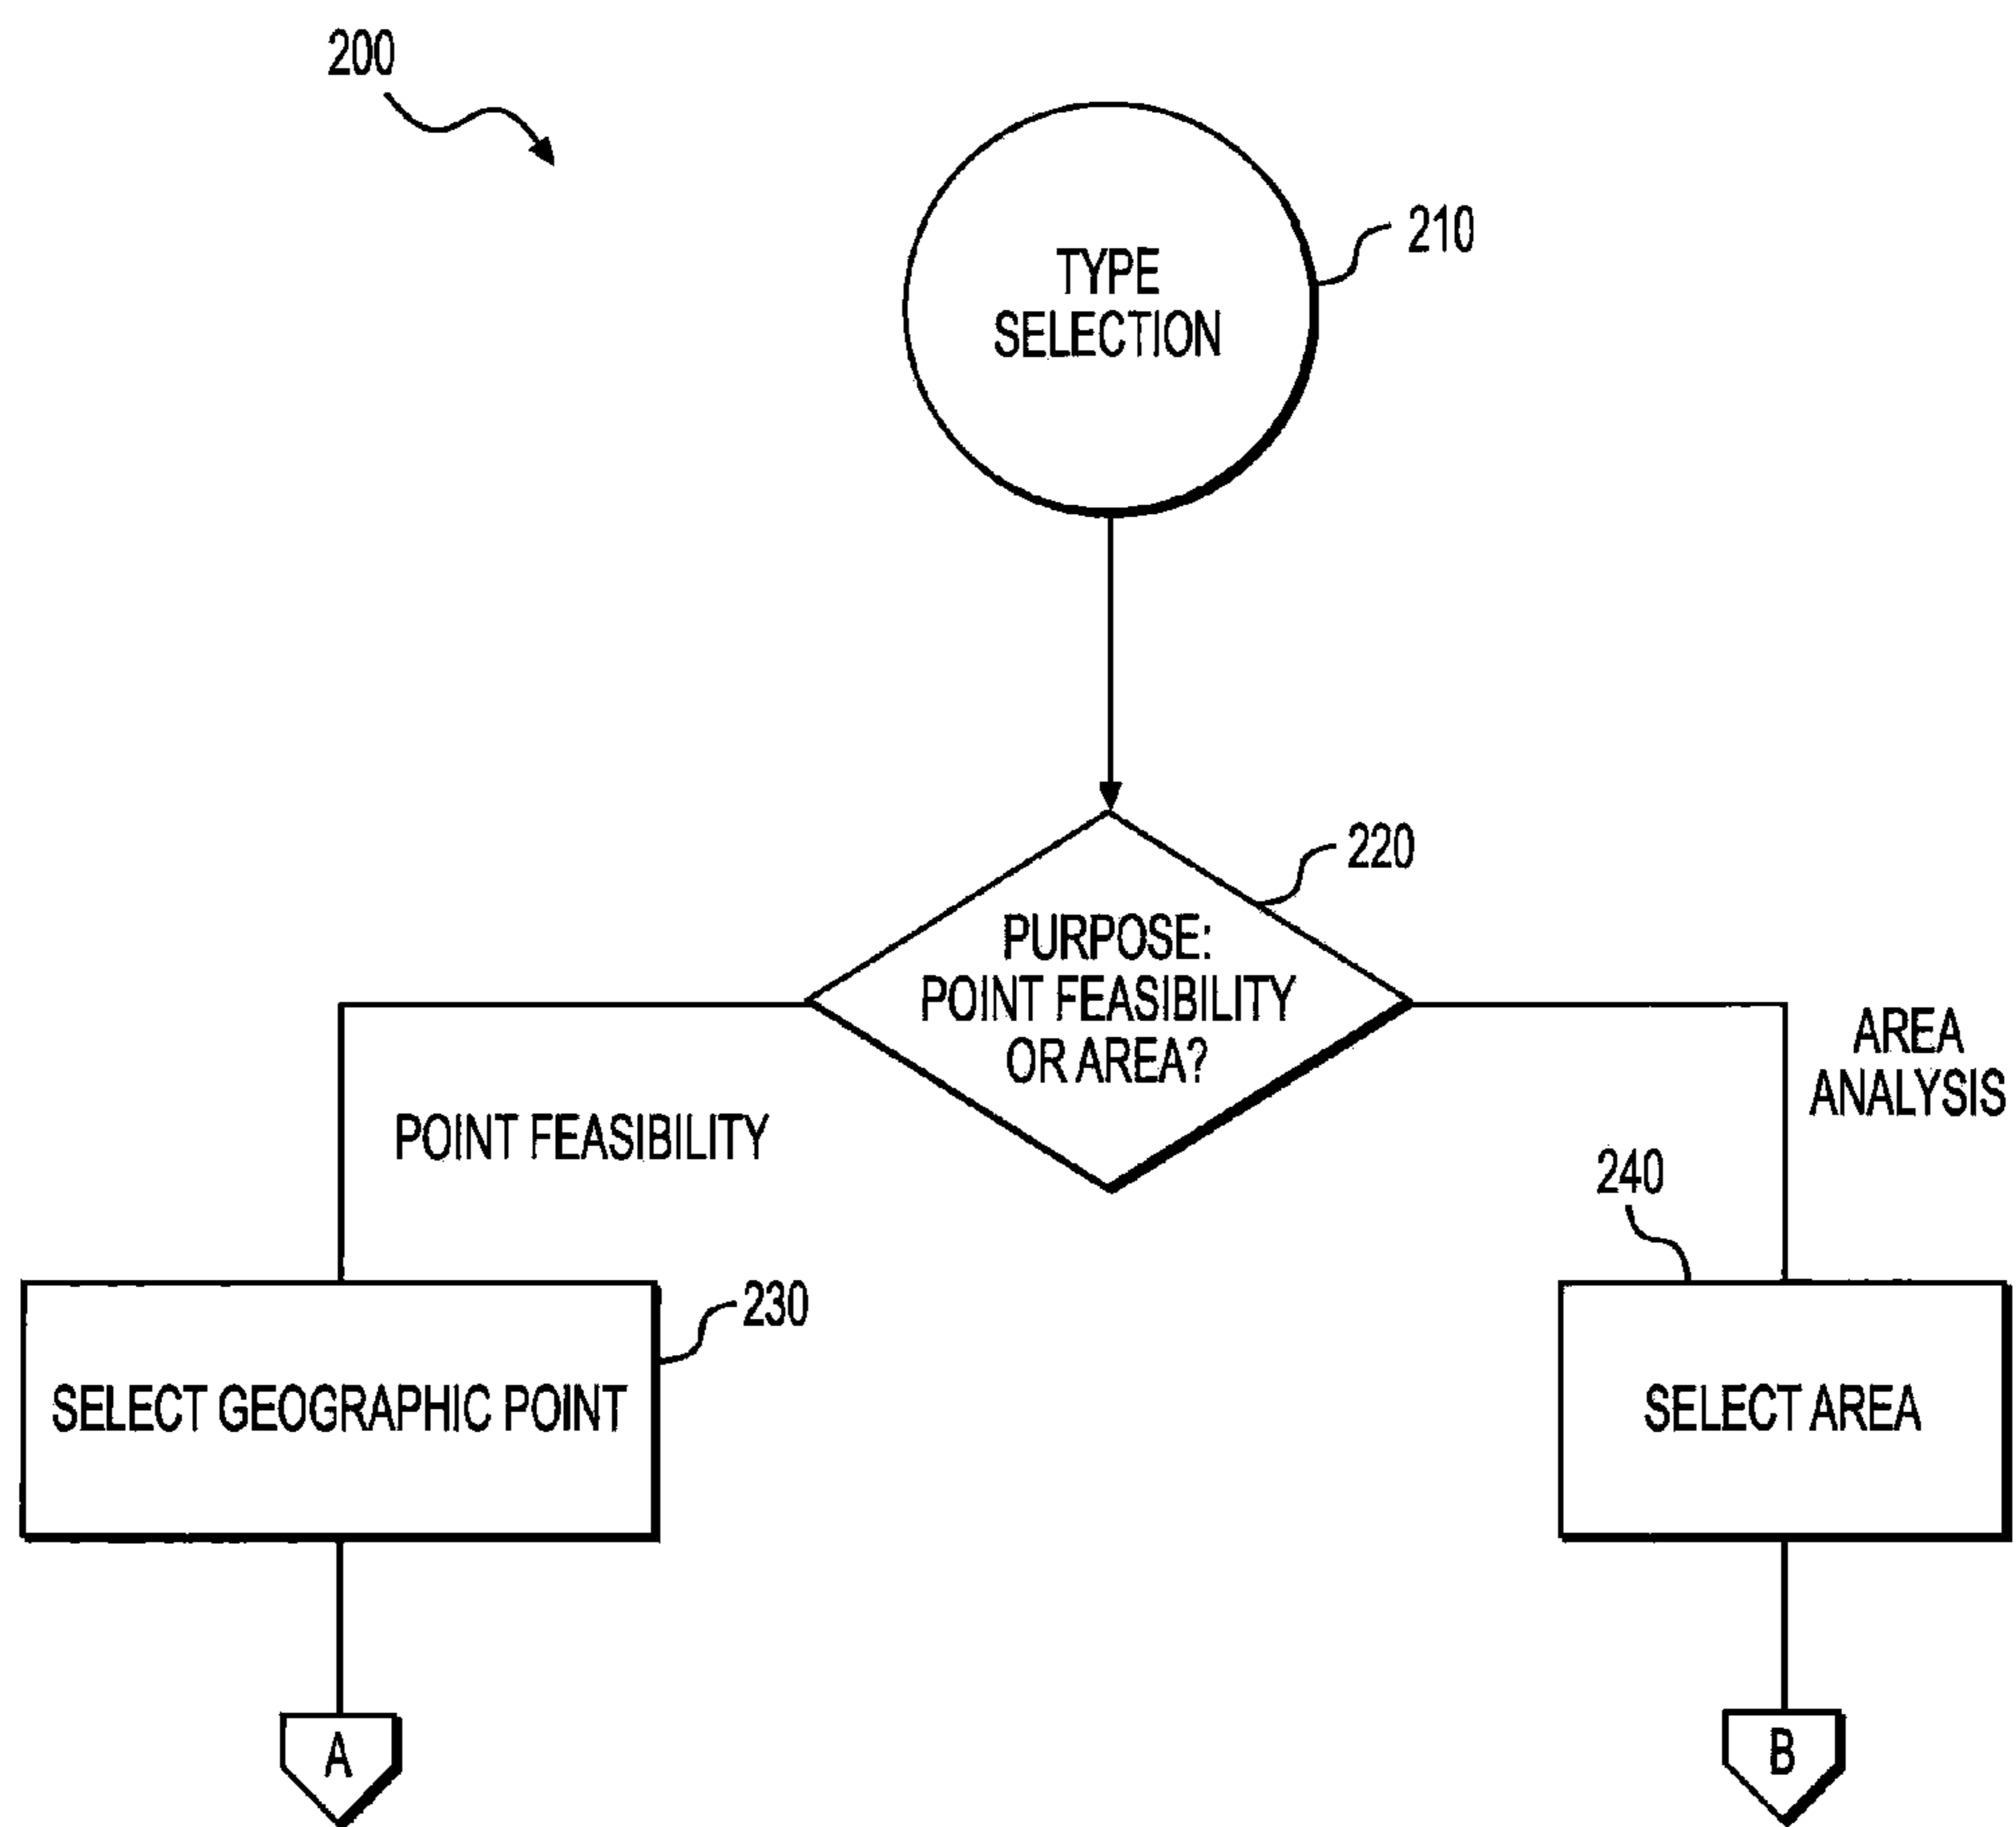 200
TYPE
SELECTION
210
PURPOSE:
POINT FEASIBILITY
OR AREA?
220
POINT FEASIBILITY
AREA
ANALYSIS
SELECT GEOGRAPHIC POINT
230
240
SELECT AREA
A
B